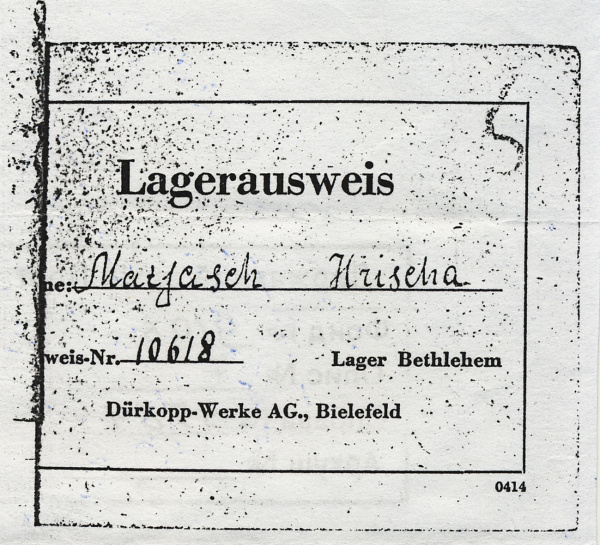 Lagerausweis
ne: Marjasch Hrischa
weis-Nr. 10618 Lager Bethlehem
Dürkopp-Werke AG., Bielefeld
0414